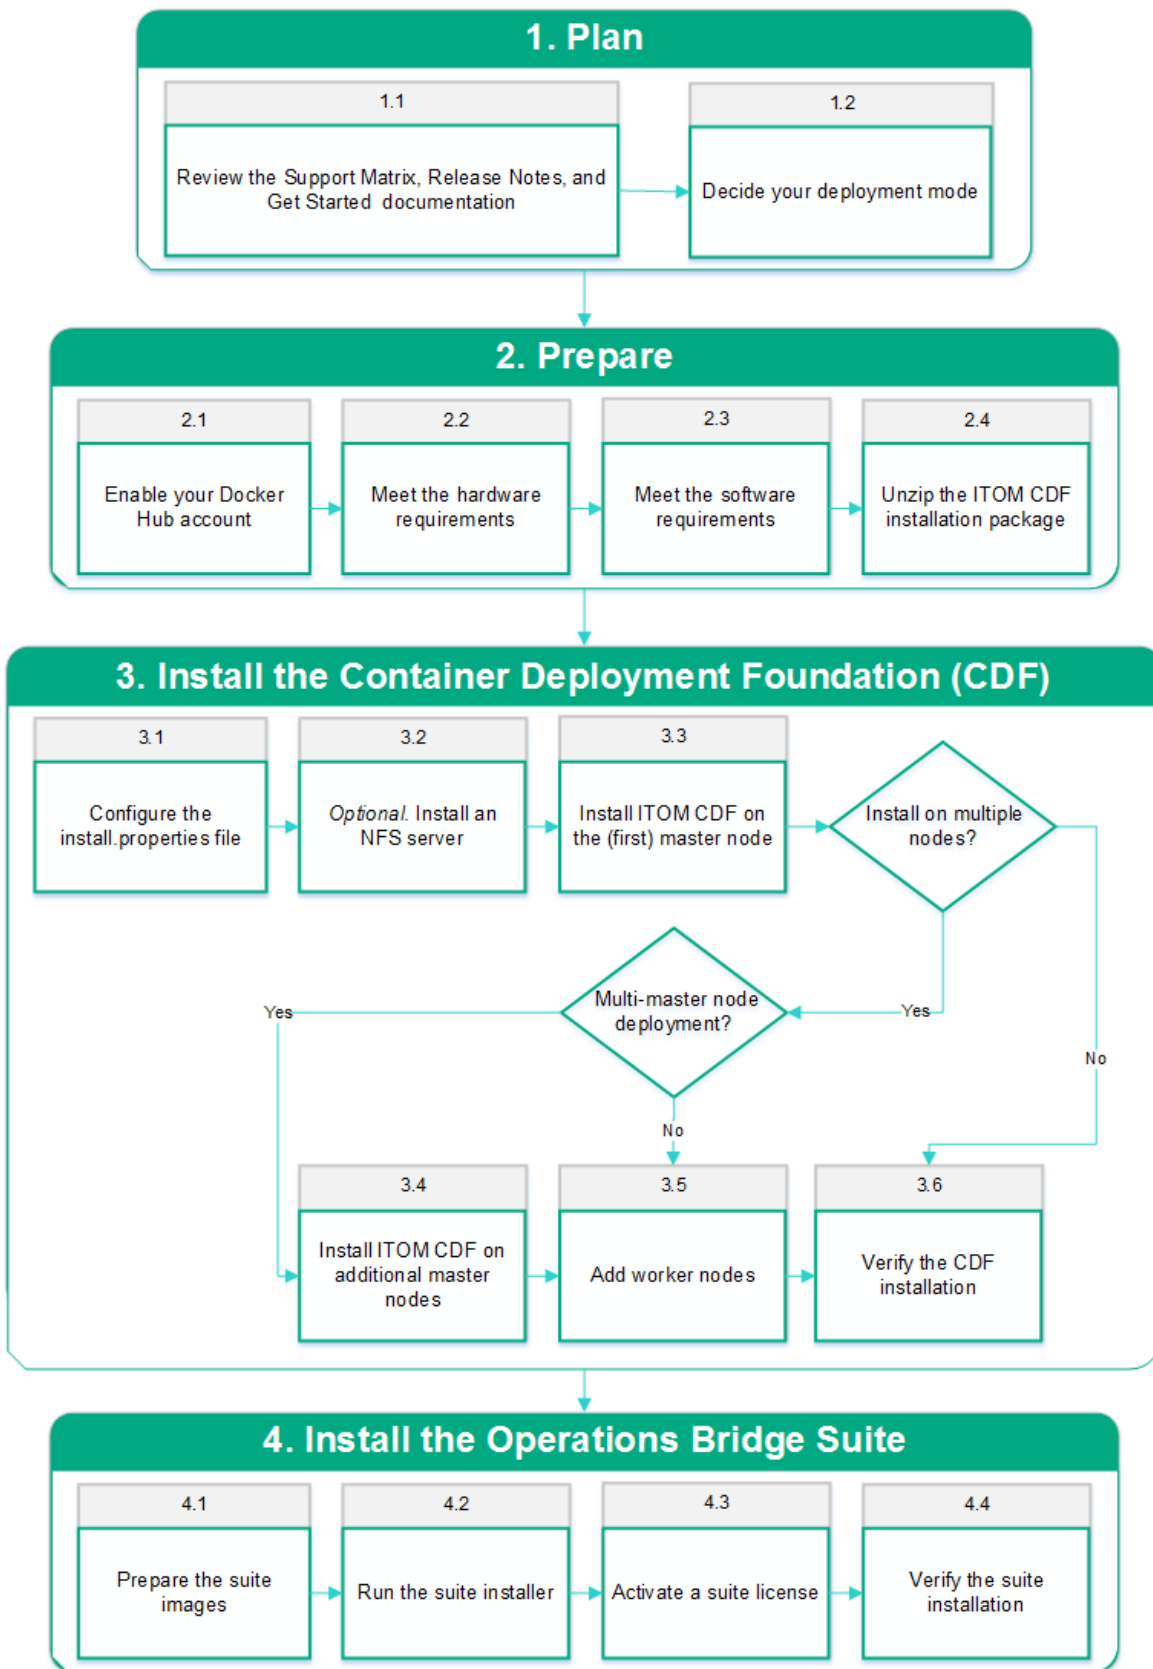 1. Plan
1.1
Review the Support Matrix, Release Notes, and
Get Started documentation
1.2
Decide your deployment mode
2. Prepare
2.1
Enable your Docker
Hub account
2.2
Meet the hardware
requirements
2.3
Meet the software
requirements
2.4
Unzip the ITOM CDF
installation package
3. Install the Container Deployment Foundation (CDF)
3.1
Configure the
install.properties file
3.2
Optional. Install an
NFS server
3.3
Install ITOM CDF on
the (first) master node
Install on multiple
nodes?
Multi-master node
deployment?
Yes
Yes
No
No
3.4
Install ITOM CDF on
additional master
nodes
3.5
Add worker nodes
3.6
Verify the CDF
installation
4. Install the Operations Bridge Suite
4.1
Prepare the suite
images
4.2
Run the suite installer
4.3
Activate a suite license
4.4
Verify the suite
installation